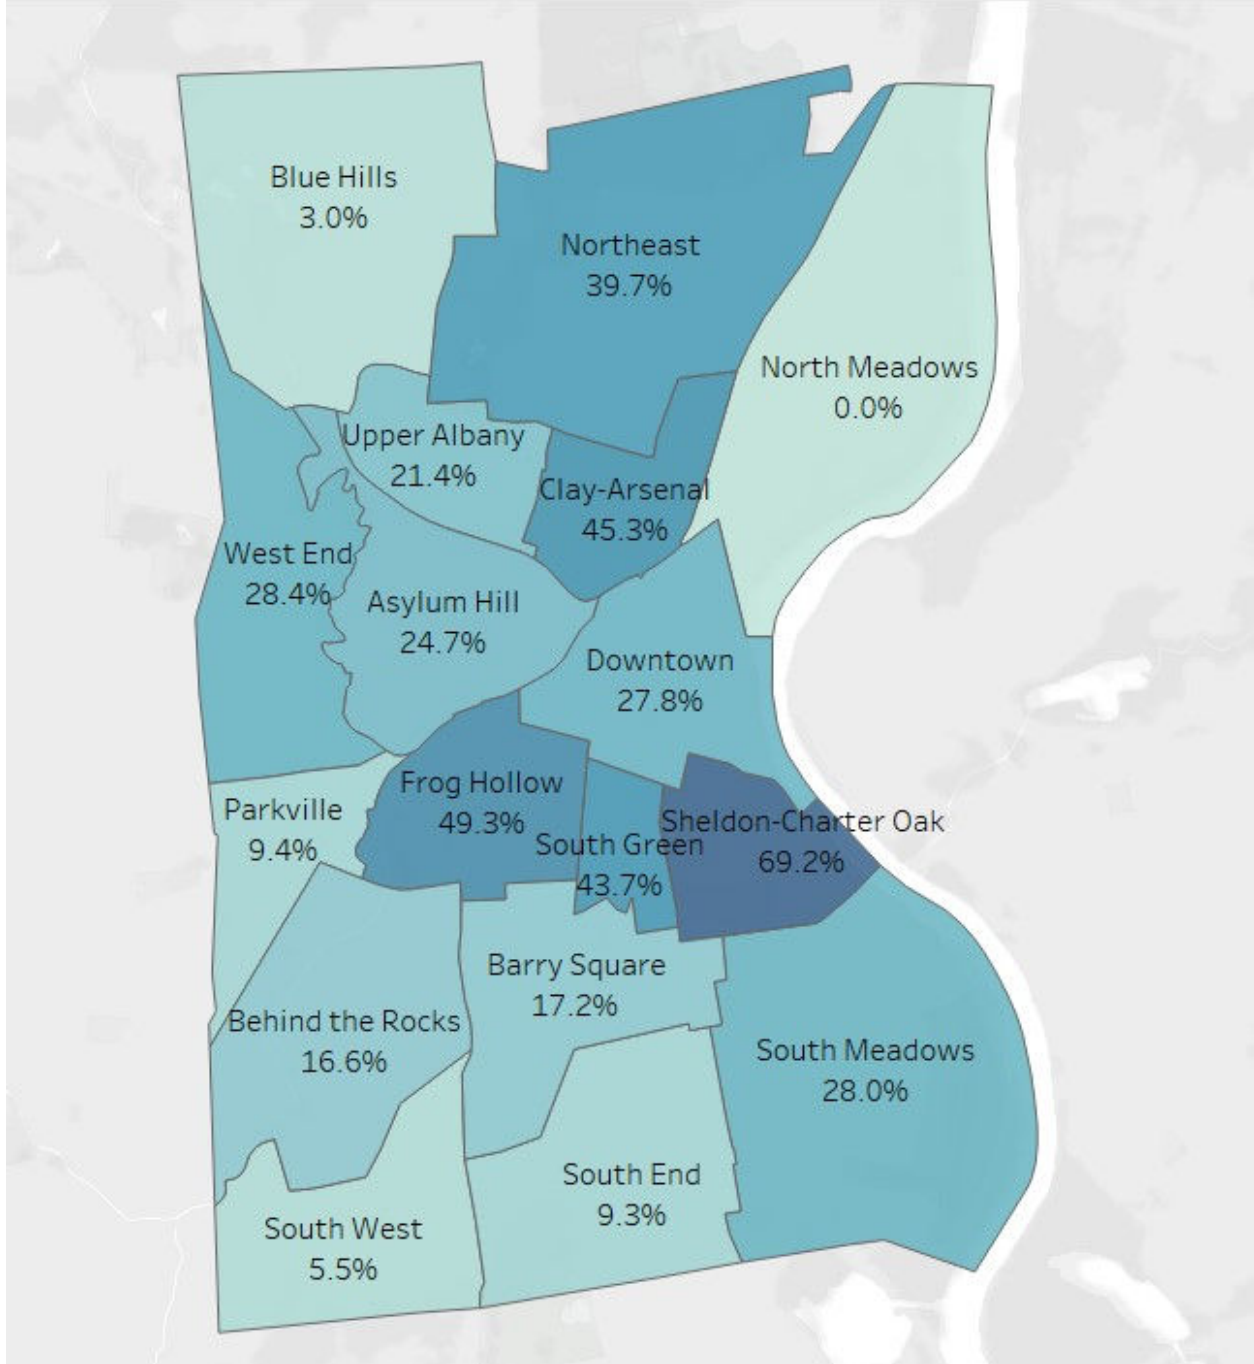 Blue Hills
3.0%
Northeast
39.7%
North Meadows
0.0%
Upper Albany
21.4%
Clay-Arsenal
45.3%
West End
28.4%
Asylum Hill
24.7%
Downtown
27.8%
Frog Hollow
49.3%
Parkville
9.4%
South Green
43.7%
Sheldon-Charter Oak
69.2%
Barry Square
17.2%
Behind the Rocks
16.6%
South Meadows
28.0%
South End
9.3%
South West
5.5%